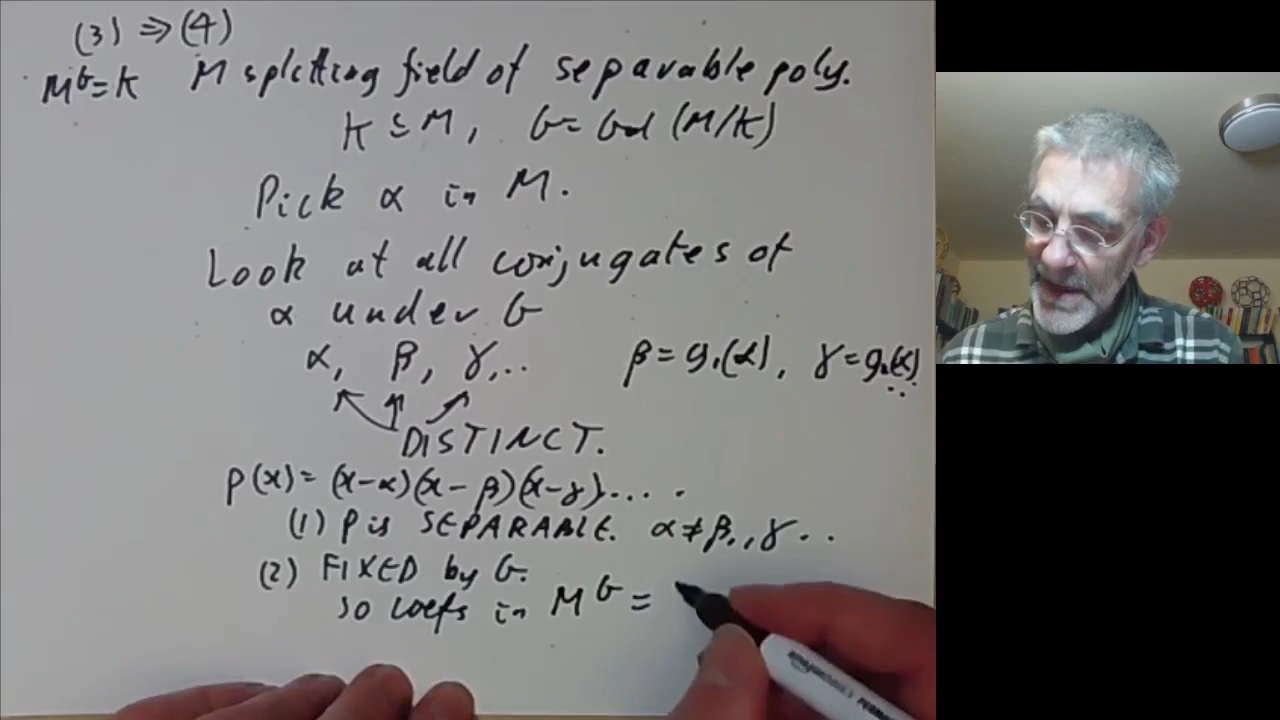 (3) ⇒ (4)
M^G = K M splitting field of separable poly.
K ⊆ M, G = Gal (M/K)
Pick α in M.
Look at all conjugates of
α under G
α, β, γ, .. β = g₁(α), γ = g₂(α) ..
DISTINCT.
p(x) = (x-α)(x-β)(x-γ)....
(1) P is SEPARABLE. α ≠ β, , γ ..
(2) FIXED by G.
so coefs in M^G =